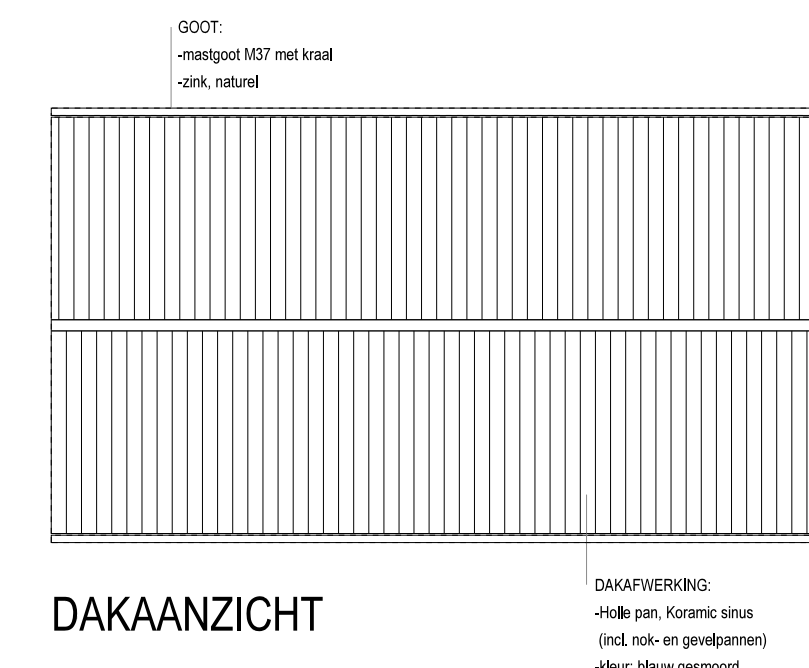 GOOT:
-mastgoot M37 met kraal
-zink, naturel
DAKAANZICHT
DAKAFWERKING:
-Holle pan, Koramic sinus
(incl. nok- en gevelpannen)
-kleur: blauw gesmoord